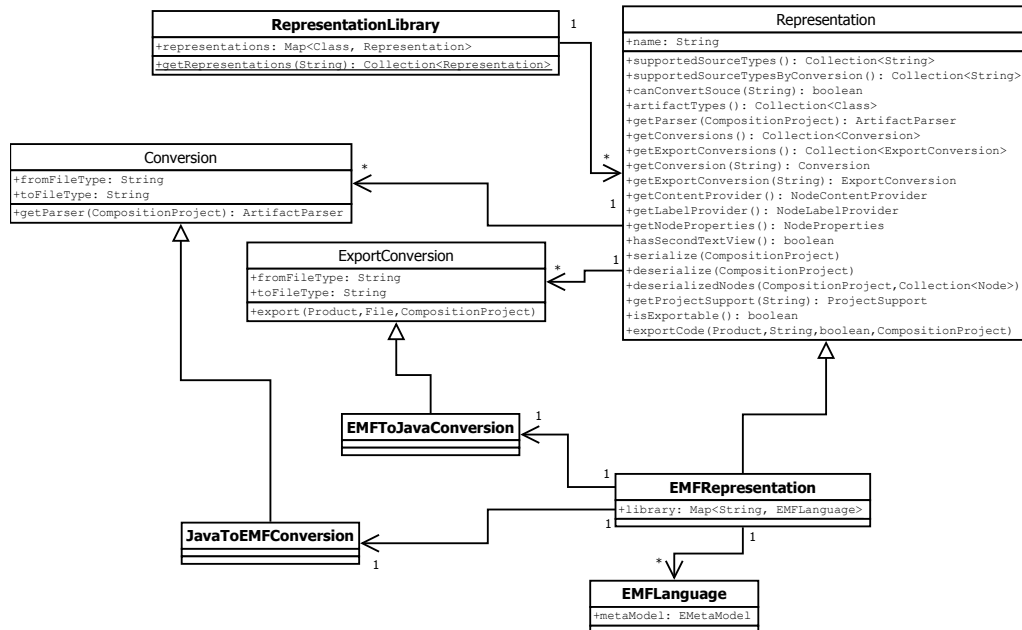 RepresentationLibrary
+representations: Map<Class, Representation>
+getRepresentations(String): Collection<Representation>
1
*
Representation
+name: String
+supportedSourceTypes(): Collection<String>
+supportedSourceTypesByConversion(): Collection<String>
+canConvertSouce(String): boolean
+artifactTypes(): Collection<Class>
+getParser(CompositionProject): ArtifactParser
+getConversions(): Collection<Conversion>
+getExportConversions(): Collection<ExportConversion>
+getConversion(String): Conversion
+getExportConversion(String): ExportConversion
+getContentProvider(): NodeContentProvider
+getLabelProvider(): NodeLabelProvider
+getNodeProperties(): NodeProperties
+hasSecondTextView(): boolean
+serialize(CompositionProject)
+deserialize(CompositionProject)
+deserializedNodes(CompositionProject,Collection<Node>)
+getProjectSupport(String): ProjectSupport
+isExportable(): boolean
+exportCode(Product,String,boolean,CompositionProject)
Conversion
+fromFileType: String
+toFileType: String
+getParser(CompositionProject): ArtifactParser
*
1
ExportConversion
+fromFileType: String
+toFileType: String
+export(Product,File,CompositionProject)
*
1
EMFToJavaConversion
1
1
EMFRepresentation
+library: Map<String, EMFLanguage>
1
1
JavaToEMFConversion
1
*
EMFLanguage
+metaModel: EMetaModel